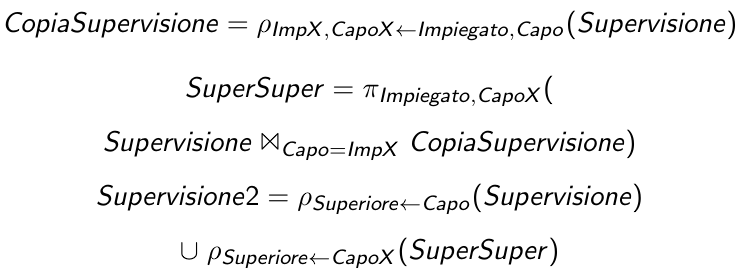 CopiaSupervisione = ρ_{ImpX,CapoX←Impiegato,Capo}(Supervisione)
SuperSuper = π_{Impiegato,CapoX}(
Supervisione ⋈_{Capo=ImpX} CopiaSupervisione)
Supervisione2 = ρ_{Superiore←Capo}(Supervisione)
∪ ρ_{Superiore←CapoX}(SuperSuper)